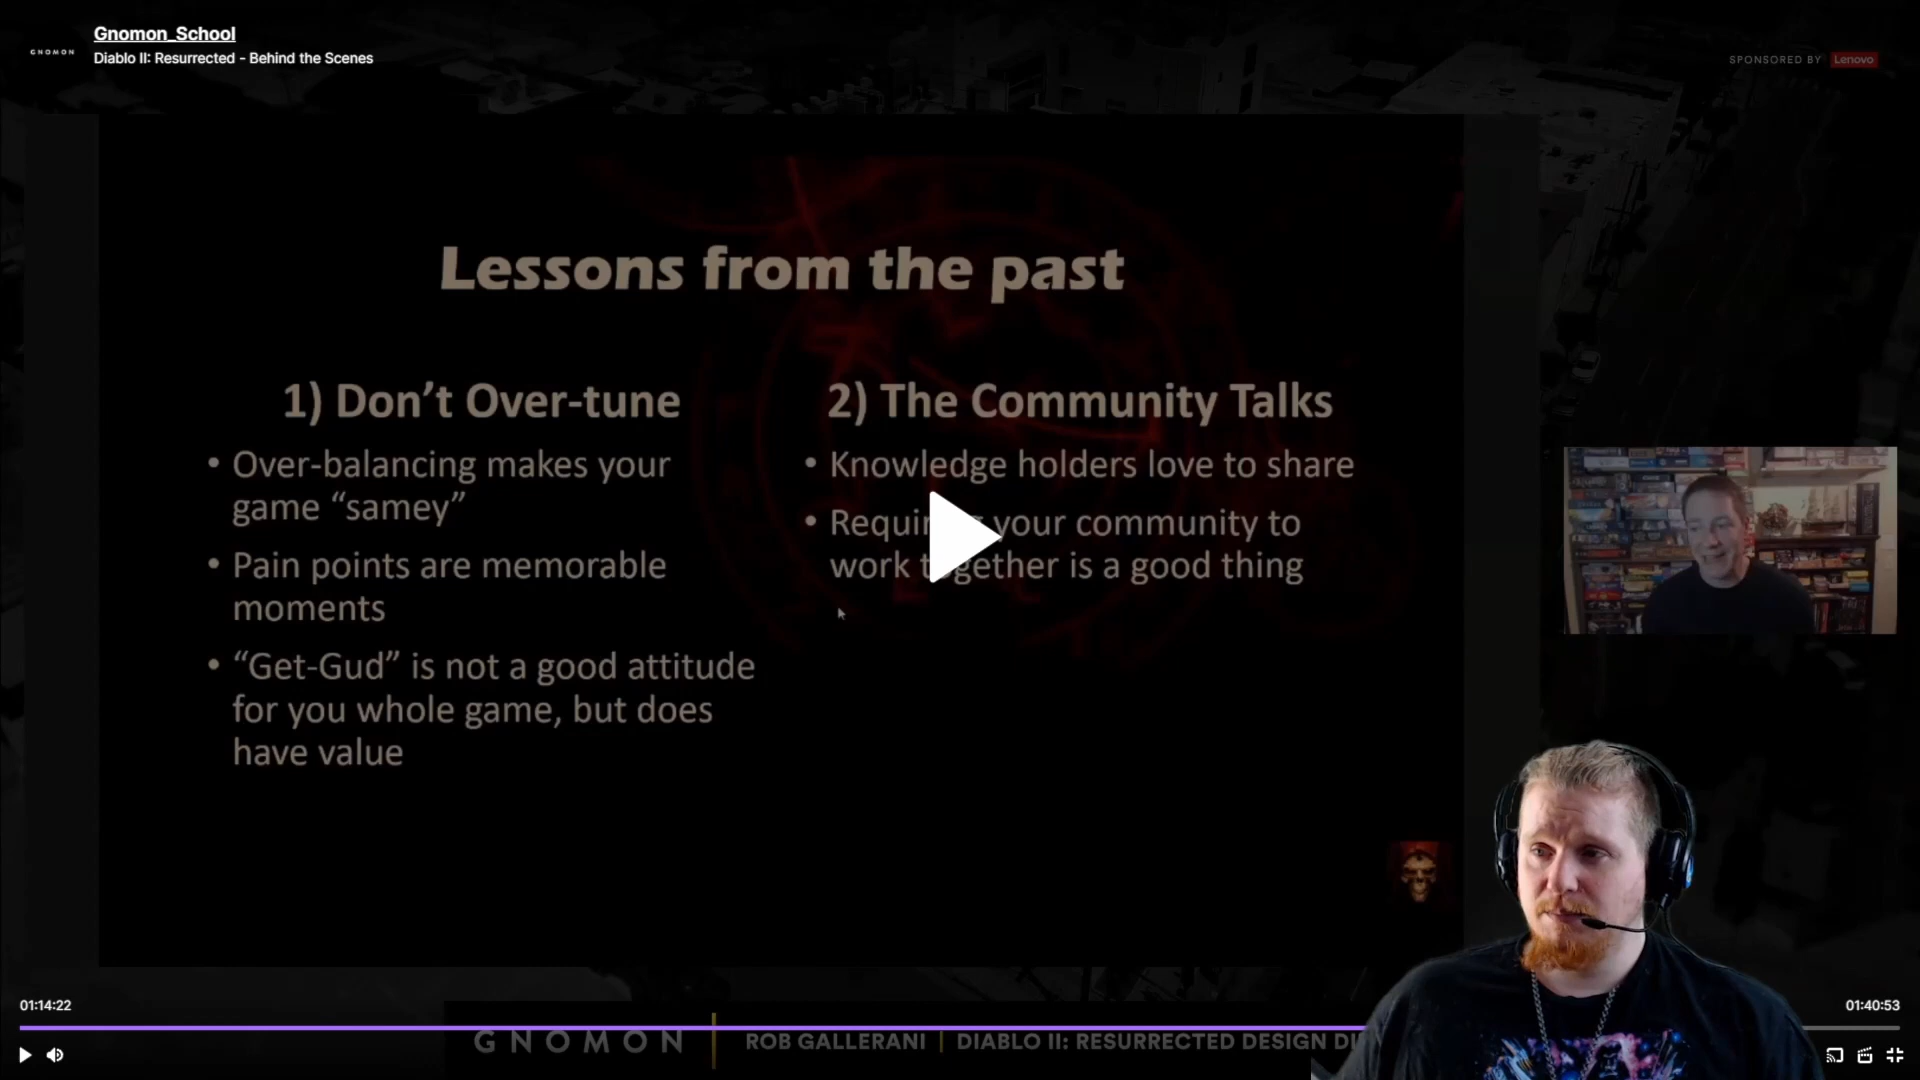 Gnomon_School
GNOMON
Diablo II: Resurrected - Behind the Scenes
SPONSORED BY Lenovo
Lessons from the past
1) Don’t Over-tune
• Over-balancing makes your
game “samey”
• Pain points are memorable
moments
• “Get-Gud” is not a good attitude
for you whole game, but does
have value
2) The Community Talks
• Knowledge holders love to share
• your community to
work together is a good thing
01:14:22
01:40:53
GNOMON
ROB GALLERANI | DIABLO II: RESURRECTED DESIGN